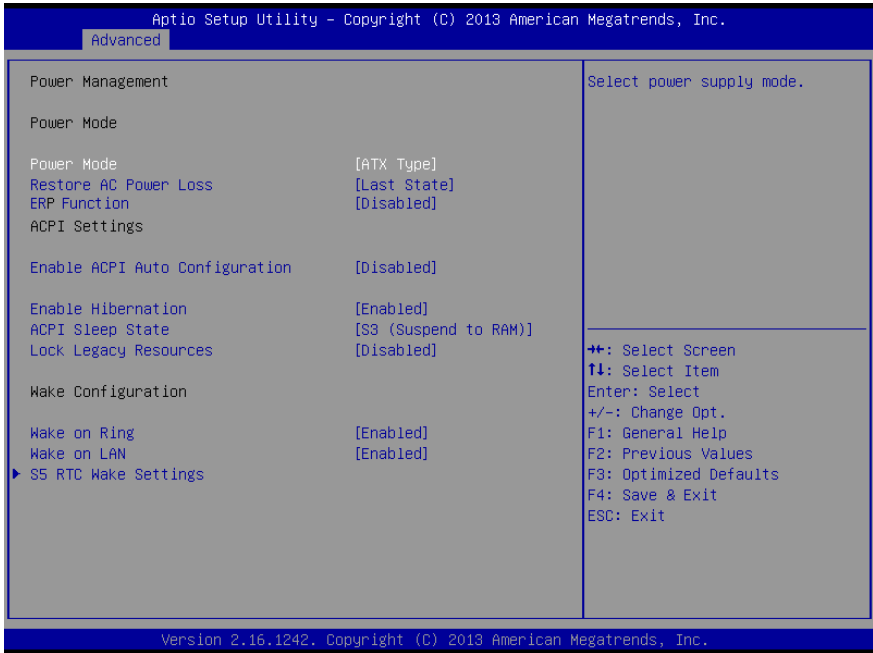 Aptio Setup Utility – Copyright (C) 2013 American Megatrends, Inc.
Advanced
Power Management
Power Mode
Power Mode [ATX Type]
Restore AC Power Loss [Last State]
ERP Function [Disabled]
ACPI Settings
Enable ACPI Auto Configuration [Disabled]
Enable Hibernation [Enabled]
ACPI Sleep State [S3 (Suspend to RAM)]
Lock Legacy Resources [Disabled]
Wake Configuration
Wake on Ring [Enabled]
Wake on LAN [Enabled]
S5 RTC Wake Settings
Select power supply mode.
→←: Select Screen
↑↓: Select Item
Enter: Select
+/-: Change Opt.
F1: General Help
F2: Previous Values
F3: Optimized Defaults
F4: Save & Exit
ESC: Exit
Version 2.16.1242. Copyright (C) 2013 American Megatrends, Inc.